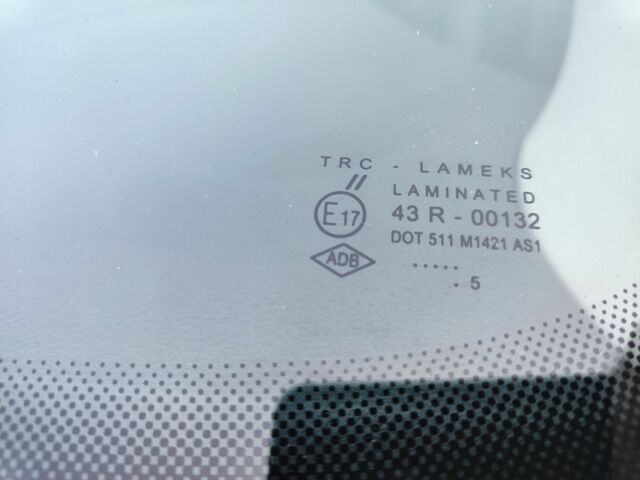 TRC - LAMEKS
//
LAMINATED
E17
43 R - 00132
DOT 511 M1421 AS1
ADB
.....
. 5